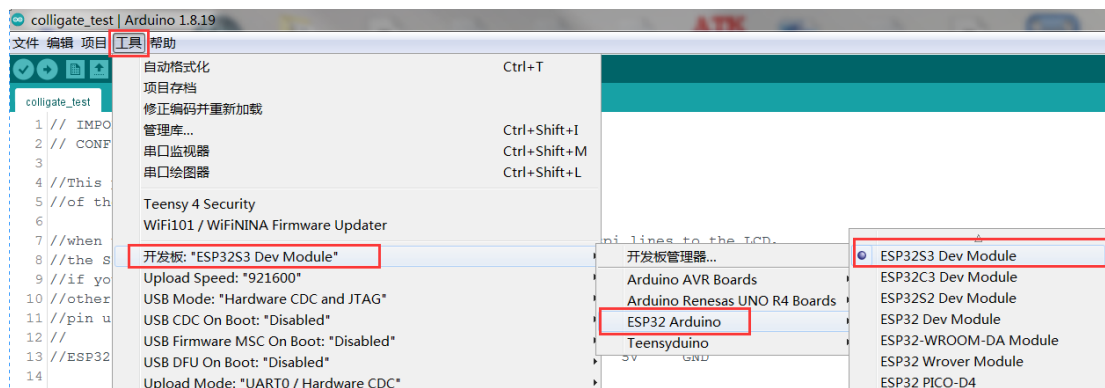 colligate_test | Arduino 1.8.19
文件 编辑 项目 工具 帮助
colligate_test
自动格式化 Ctrl+T
项目存档
修正编码并重新加载
管理库... Ctrl+Shift+I
串口监视器 Ctrl+Shift+M
串口绘图器 Ctrl+Shift+L
Teensy 4 Security
WiFi101 / WiFiNINA Firmware Updater
开发板: "ESP32S3 Dev Module"
Upload Speed: "921600"
USB Mode: "Hardware CDC and JTAG"
USB CDC On Boot: "Disabled"
USB Firmware MSC On Boot: "Disabled"
USB DFU On Boot: "Disabled"
Upload Mode: "UART0 / Hardware CDC"
1 // IMPO
2 // CONF
3
4 //This
5 //of th
6
7 //when
8 //the S
9 //if yo
10 //other
11 //pin u
12 //
13 //ESP32
14
pi lines to the LCD.
开发板管理器...
Arduino AVR Boards
Arduino Renesas UNO R4 Boards
ESP32 Arduino
Teensyduino
5V GND
ESP32S3 Dev Module
ESP32C3 Dev Module
ESP32S2 Dev Module
ESP32 Dev Module
ESP32-WROOM-DA Module
ESP32 Wrover Module
ESP32 PICO-D4